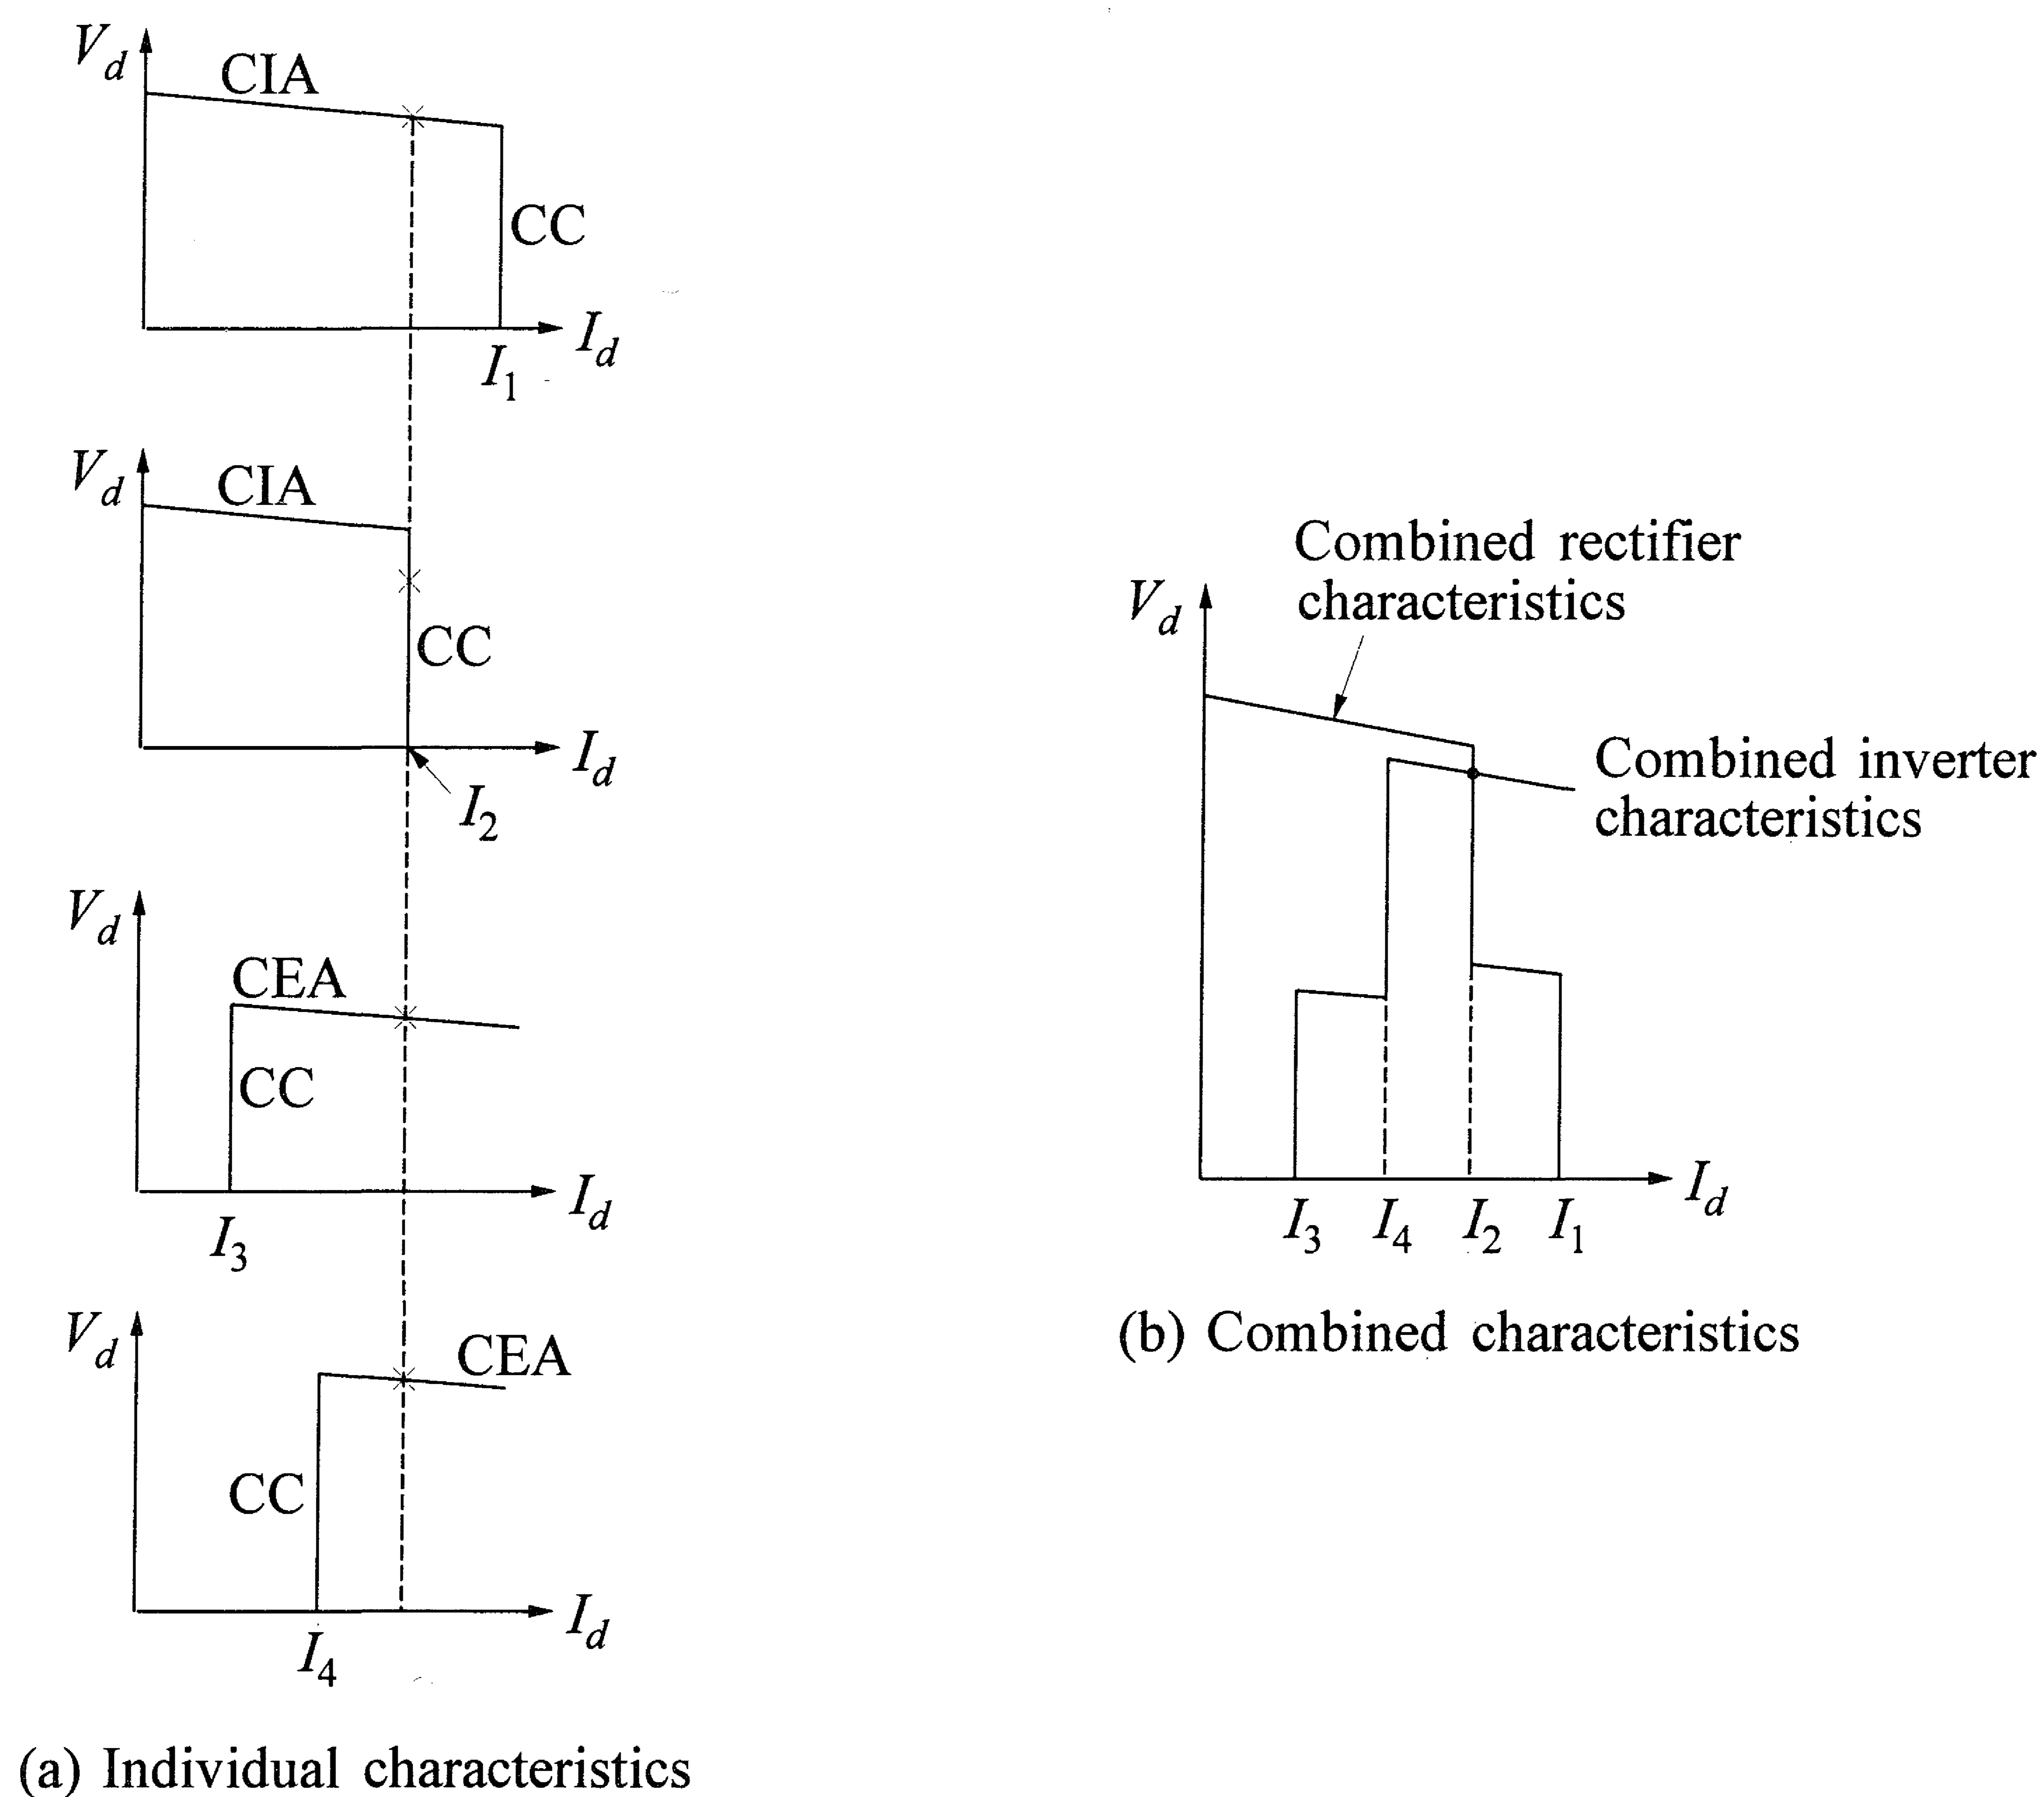 V_d
CIA
CC
I_d
I_1
V_d
CIA
CC
I_d
I_2
V_d
CEA
CC
I_d
I_3
V_d
CEA
CC
I_d
I_4
(a) Individual characteristics
Combined rectifier
characteristics
V_d
Combined inverter
characteristics
I_d
I_3 I_4 I_2 I_1
(b) Combined characteristics